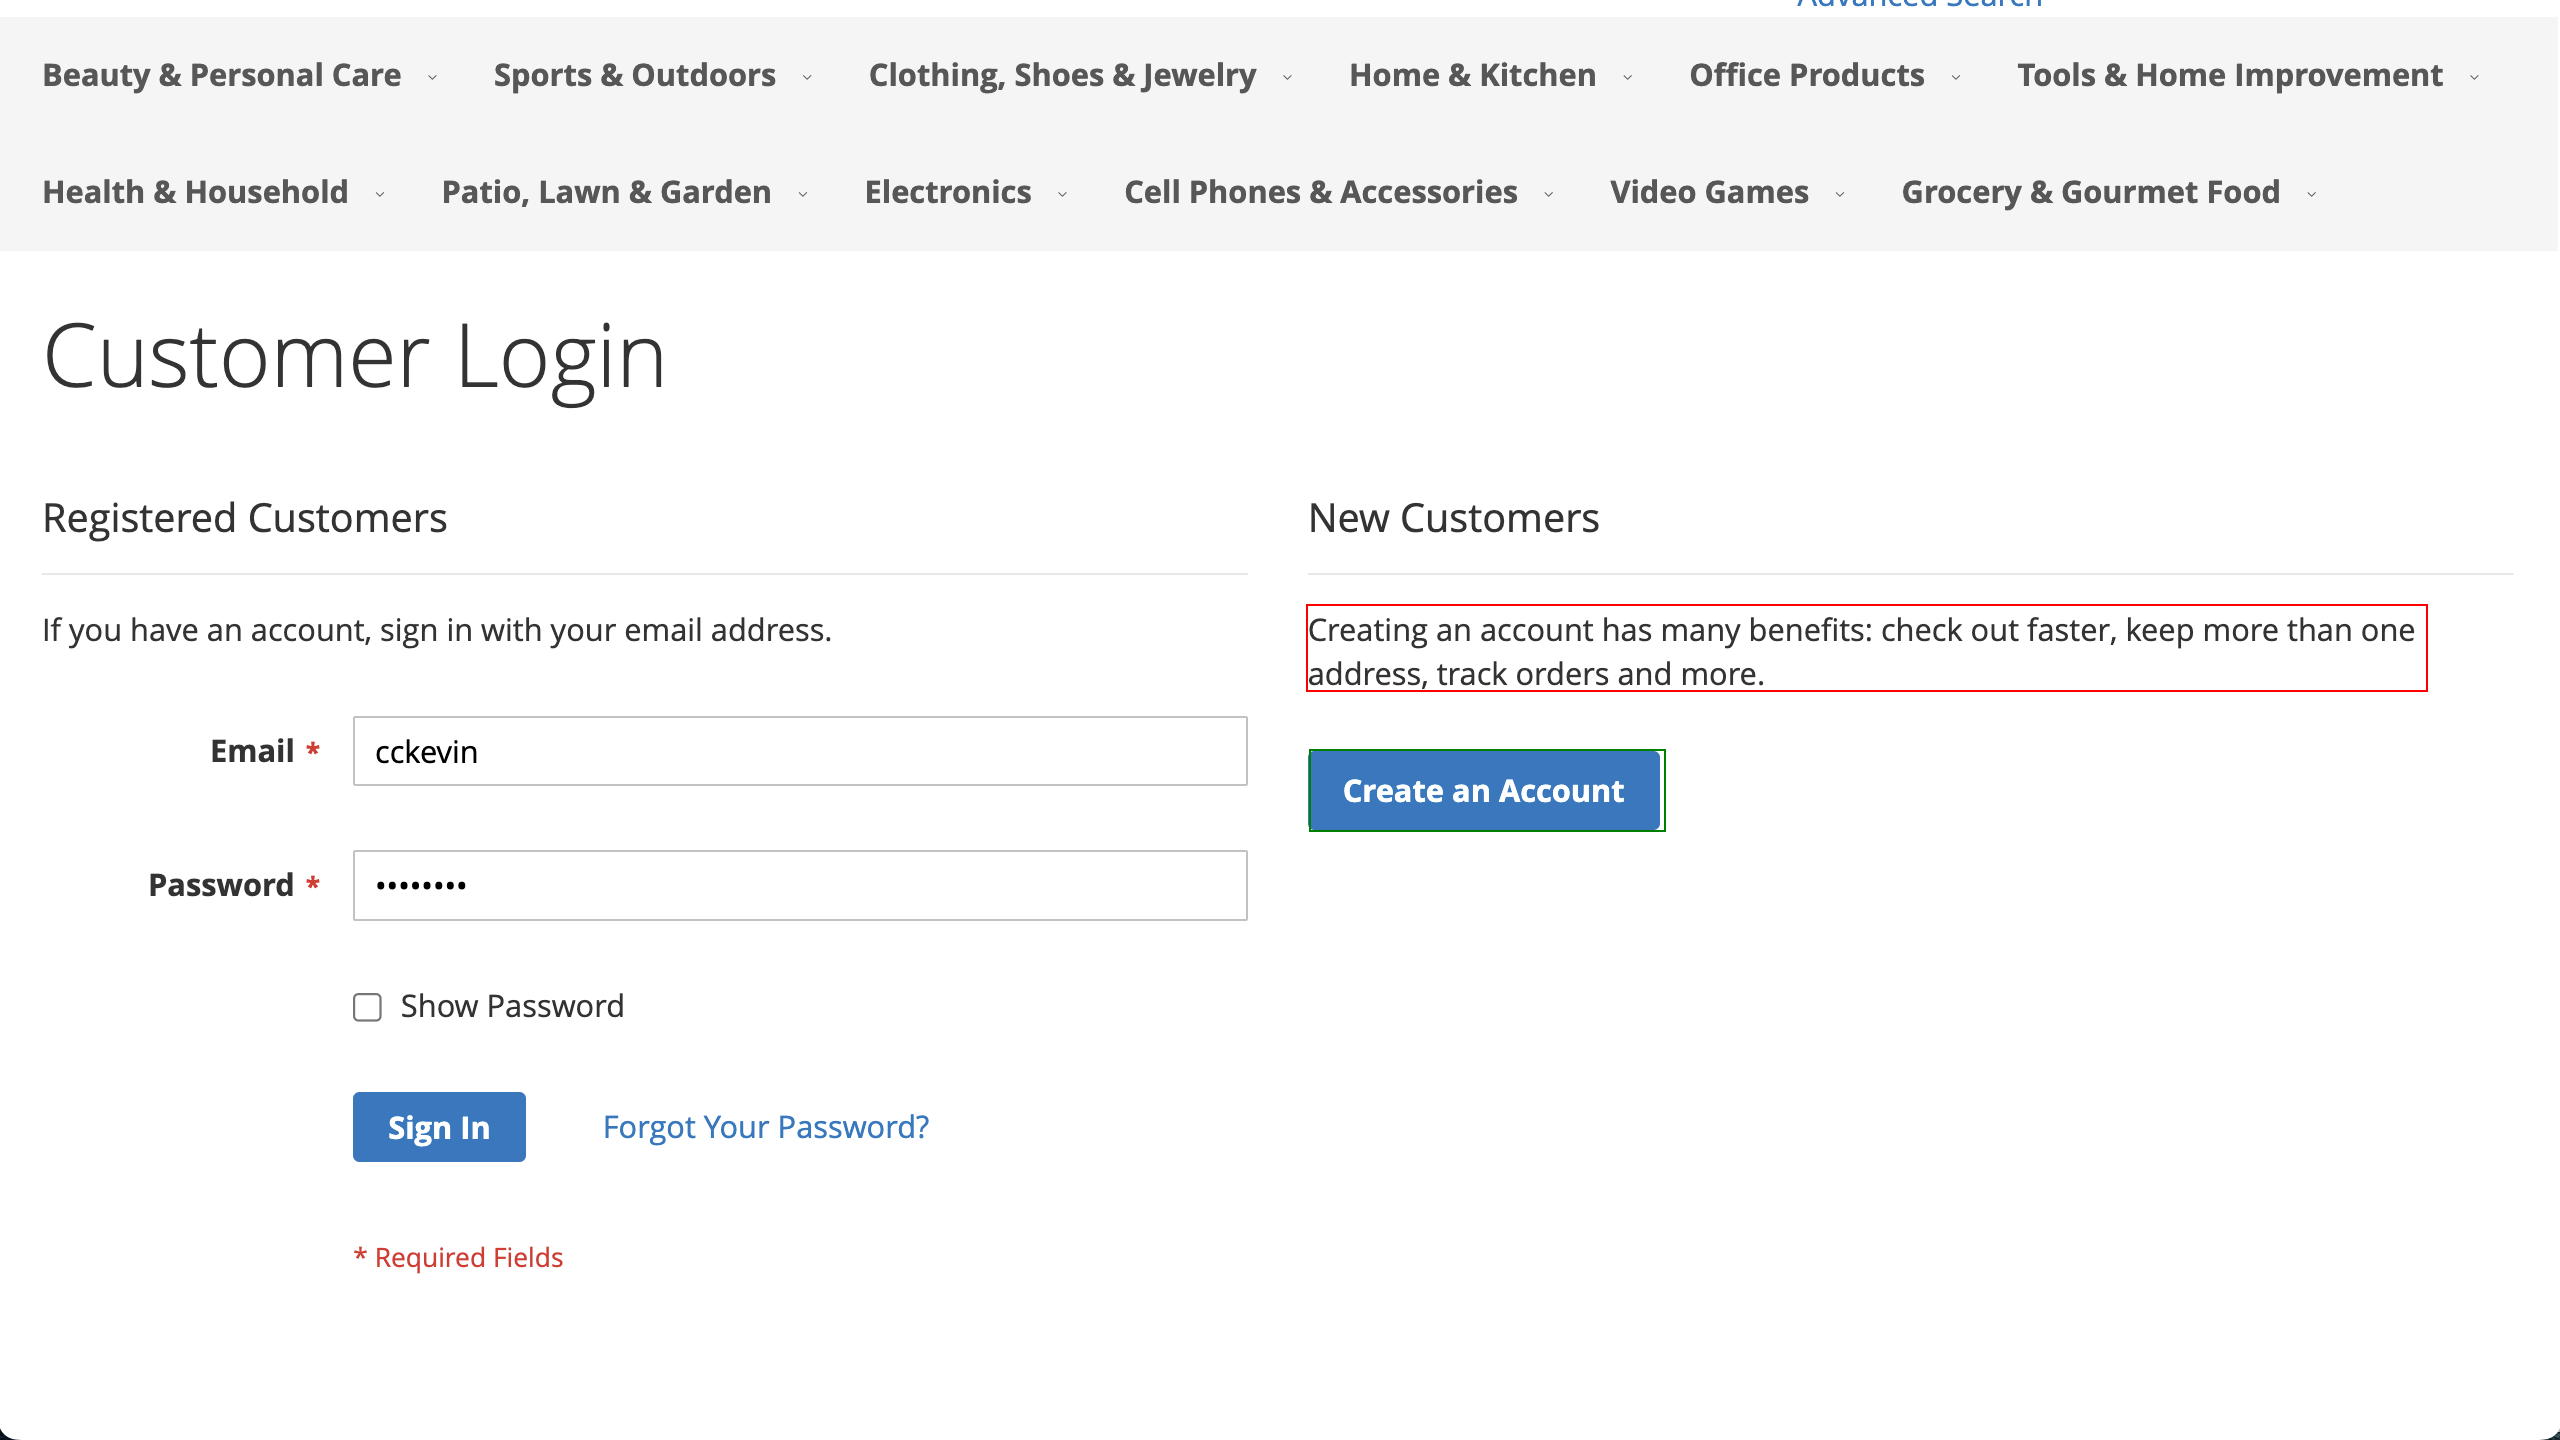 Advanced Search
Beauty & Personal Care Sports & Outdoors Clothing, Shoes & Jewelry Home & Kitchen Office Products Tools & Home Improvement
Health & Household Patio, Lawn & Garden Electronics Cell Phones & Accessories Video Games Grocery & Gourmet Food
Customer Login
Registered Customers
If you have an account, sign in with your email address.
Email *
cckevin
Password *
••••••••
Show Password
Sign In
Forgot Your Password?
* Required Fields
New Customers
Creating an account has many benefits: check out faster, keep more than one
address, track orders and more.
Create an Account